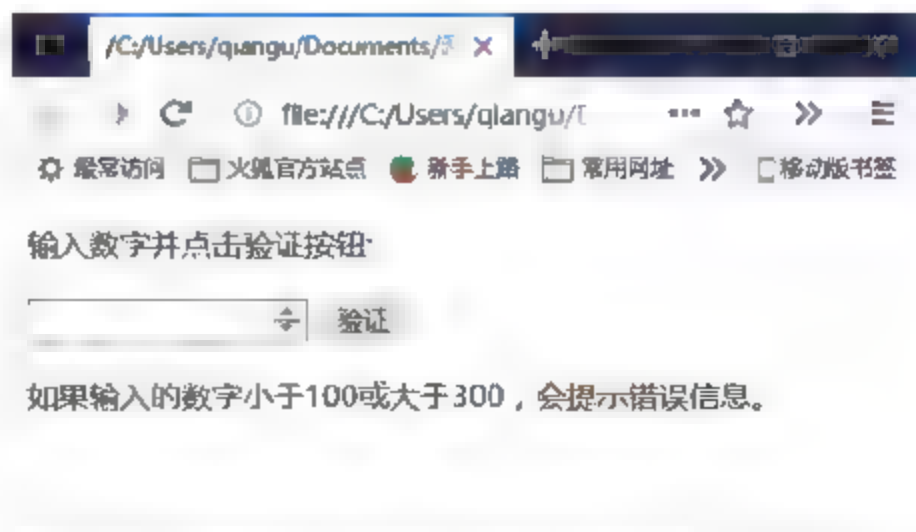 /C:/Users/qiangu/Documents/
file:///C:/Users/qiangu/
最常访问 火狐官方站点 新手上路 常用网址 移动版书签
输入数字并点击验证按钮:
验证
如果输入的数字小于100或大于300，会提示错误信息。